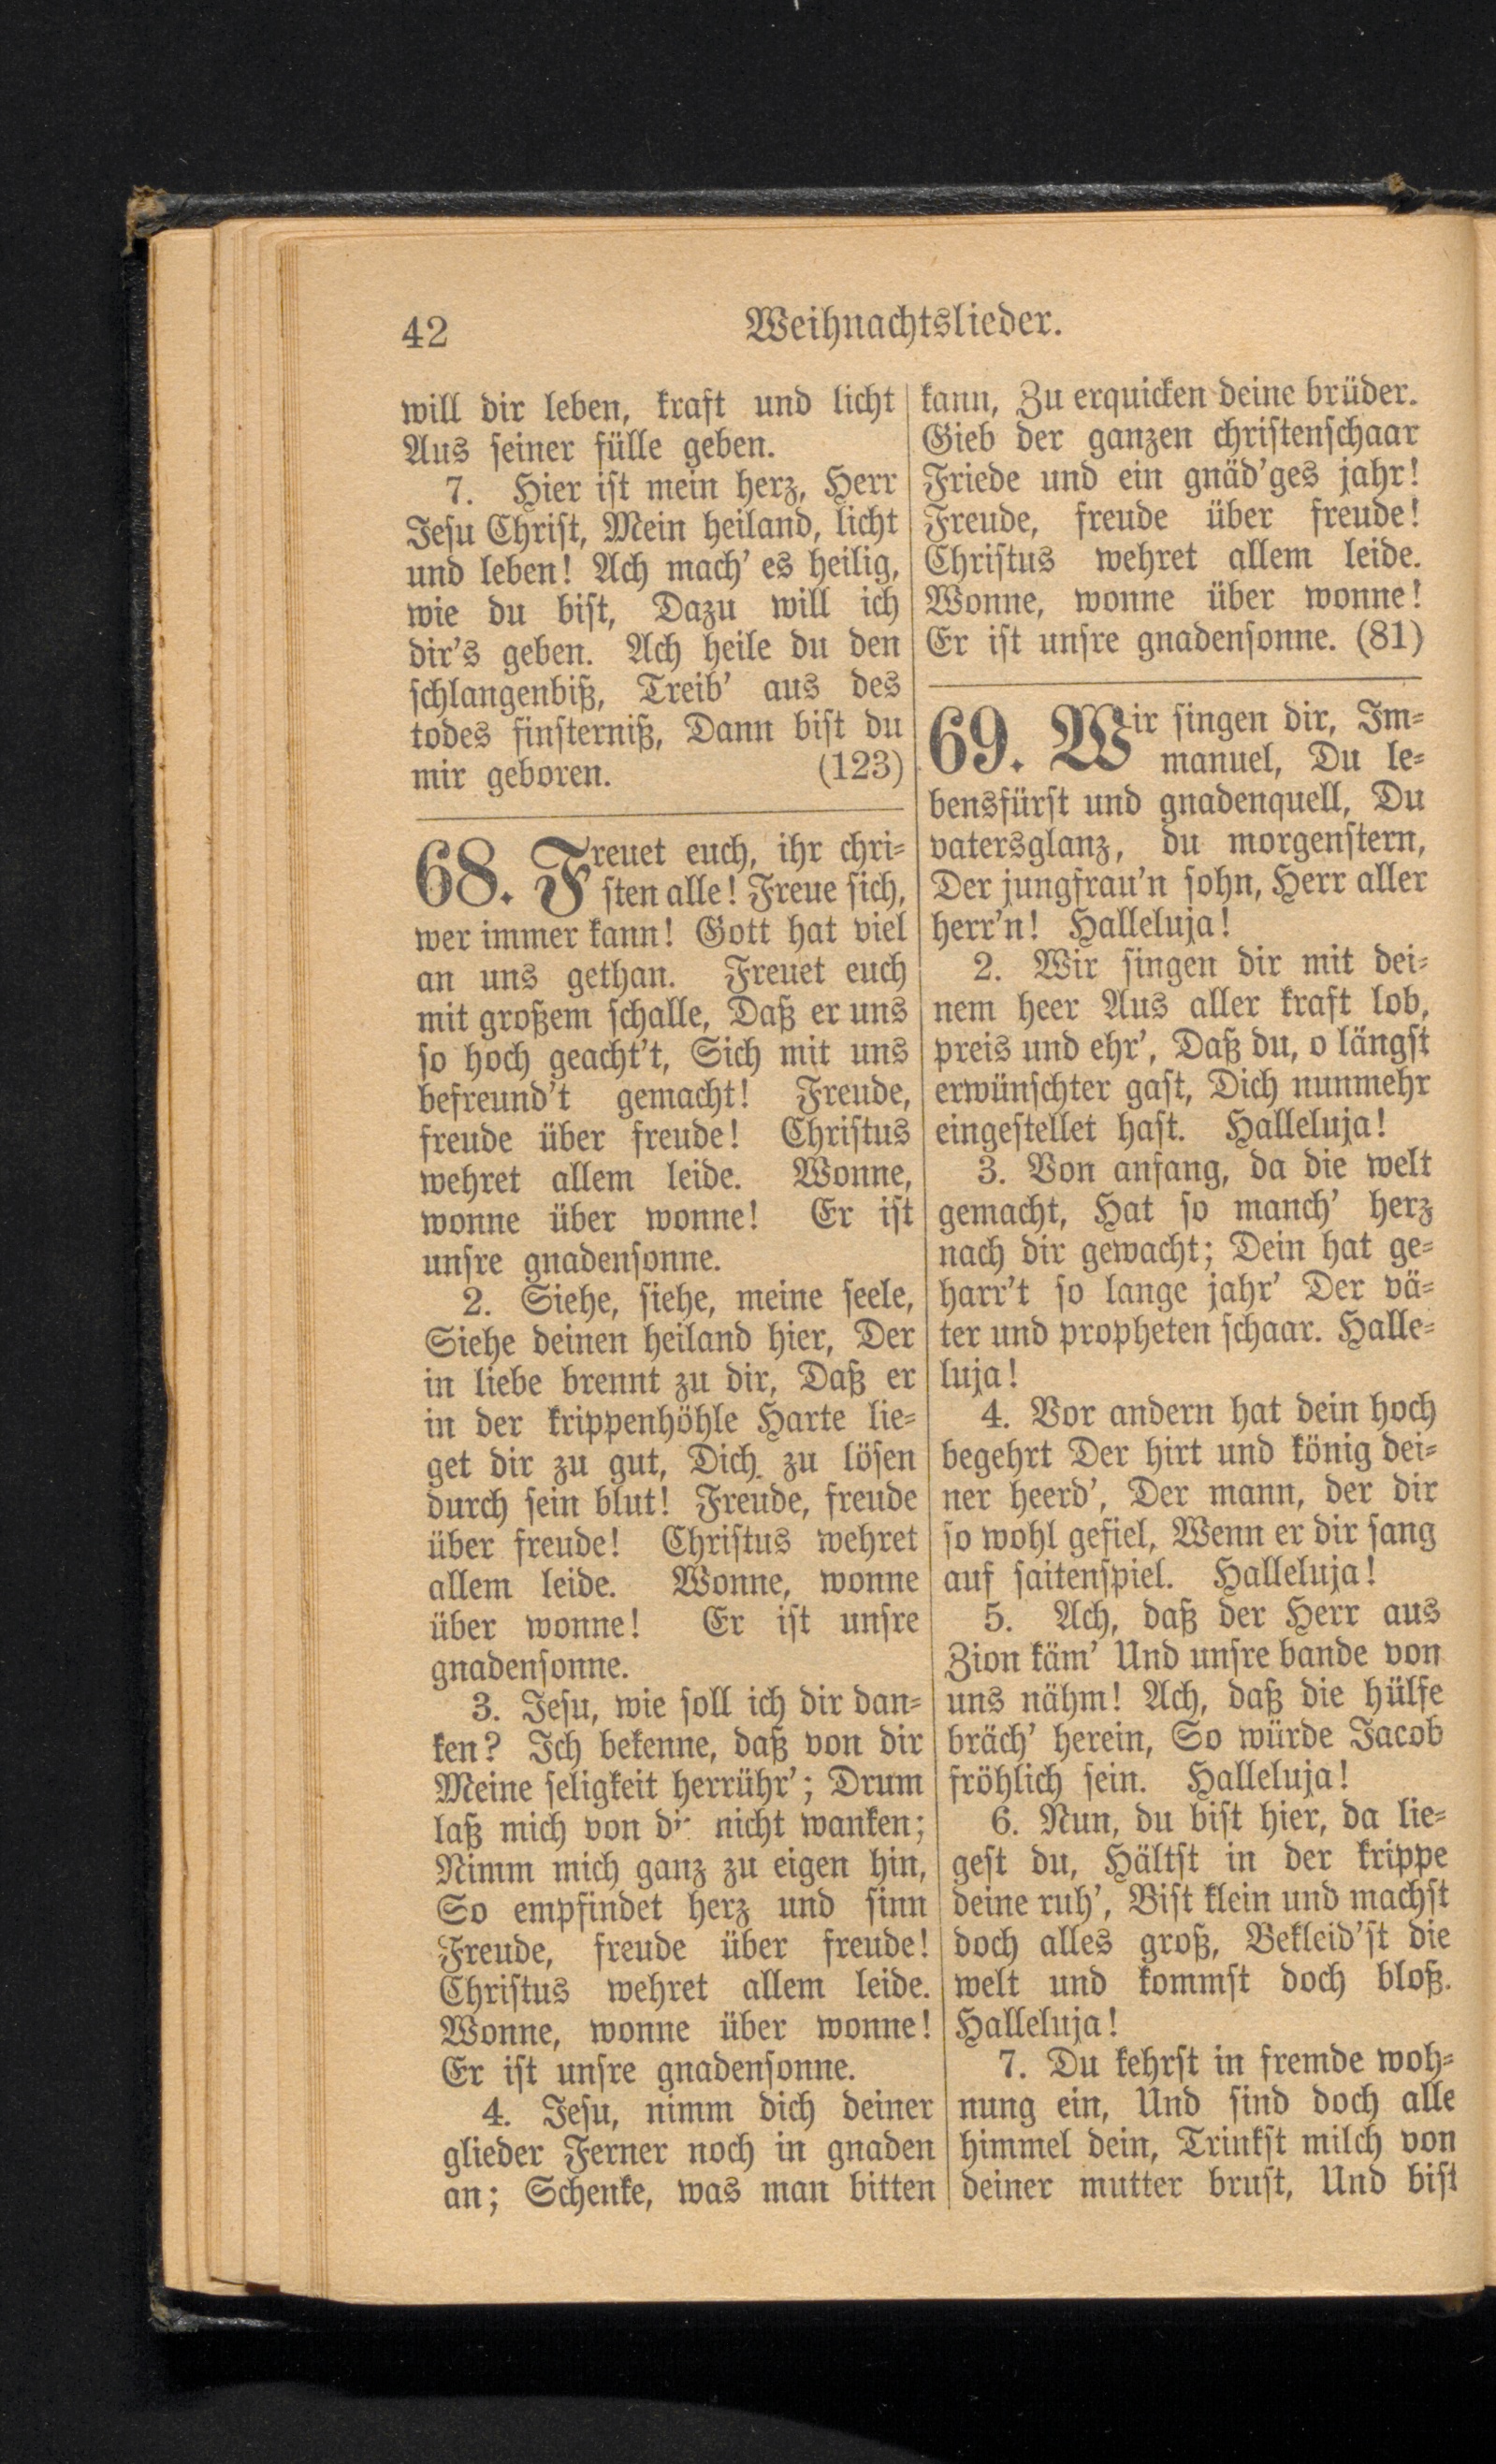 42
Weihnachtslieder.
will dir leben, kraft und licht
Aus seiner fülle geben.
7. Hier ist mein herz, Herr
Jesu Christ, Mein heiland, licht
und leben! Ach mach' es heilig,
wie du bist, Dazu will ich
dir's geben. Ach heile du den
schlangenbiß, Treib' aus des
todes finsterniß, Dann bist du
mir geboren. (123)
68. Freuet euch, ihr chri-
sten alle! Freue sich,
wer immer kann! Gott hat viel
an uns gethan. Freuet euch
mit großem schalle, Daß er uns
so hoch geacht't, Sich mit uns
befreund't gemacht! Freude,
freude über freude! Christus
wehret allem leide. Wonne,
wonne über wonne! Er ist
unsre gnadensonne.
2. Siehe, siehe, meine seele,
Siehe deinen heiland hier, Der
in liebe brennt zu dir, Daß er
in der krippenhöhle Harte lie-
get dir zu gut, Dich zu lösen
durch sein blut! Freude, freude
über freude! Christus wehret
allem leide. Wonne, wonne
über wonne! Er ist unsre
gnadensonne.
3. Jesu, wie soll ich dir dan-
ken? Ich bekenne, daß von dir
Meine seligkeit herrühr'; Drum
laß mich von dir nicht wanken;
Nimm mich ganz zu eigen hin,
So empfindet herz und sinn
Freude, freude über freude!
Christus wehret allem leide.
Wonne, wonne über wonne!
Er ist unsre gnadensonne.
4. Jesu, nimm dich deiner
glieder Ferner noch in gnaden
an; Schenke, was man bitten
kann, Zu erquicken deine brüder.
Gieb der ganzen christenschaar
Friede und ein gnäd'ges jahr!
Freude, freude über freude!
Christus wehret allem leide.
Wonne, wonne über wonne!
Er ist unsre gnadensonne. (81)
69. Wir singen dir, Im-
manuel, Du le-
bensfürst und gnadenquell, Du
vatersglanz, du morgenstern,
Der jungfrau'n sohn, Herr aller
herr'n! Halleluja!
2. Wir singen dir mit dei-
nem heer Aus aller kraft lob,
preis und ehr', Daß du, o längst
erwünschter gast, Dich nunmehr
eingestellet hast. Halleluja!
3. Von anfang, da die welt
gemacht, Hat so manch' herz
nach dir gewacht; Dein hat ge-
harr't so lange jahr' Der vä-
ter und propheten schaar. Halle-
luja!
4. Vor andern hat dein hoch
begehrt Der hirt und könig dei-
ner heerd', Der mann, der dir
so wohl gefiel, Wenn er dir sang
auf saitenspiel. Halleluja!
5. Ach, daß der Herr aus
Zion käm' Und unsre bande von
uns nähm! Ach, daß die hülfe
bräch' herein, So würde Jacob
fröhlich sein. Halleluja!
6. Nun, du bist hier, da lie-
gest du, Hältst in der krippe
deine ruh', Bist klein und machst
doch alles groß, Bekleid'st die
welt und kommst doch bloß.
Halleluja!
7. Du kehrst in fremde woh-
nung ein, Und sind doch alle
himmel dein, Trinkst milch von
deiner mutter brust, Und bist